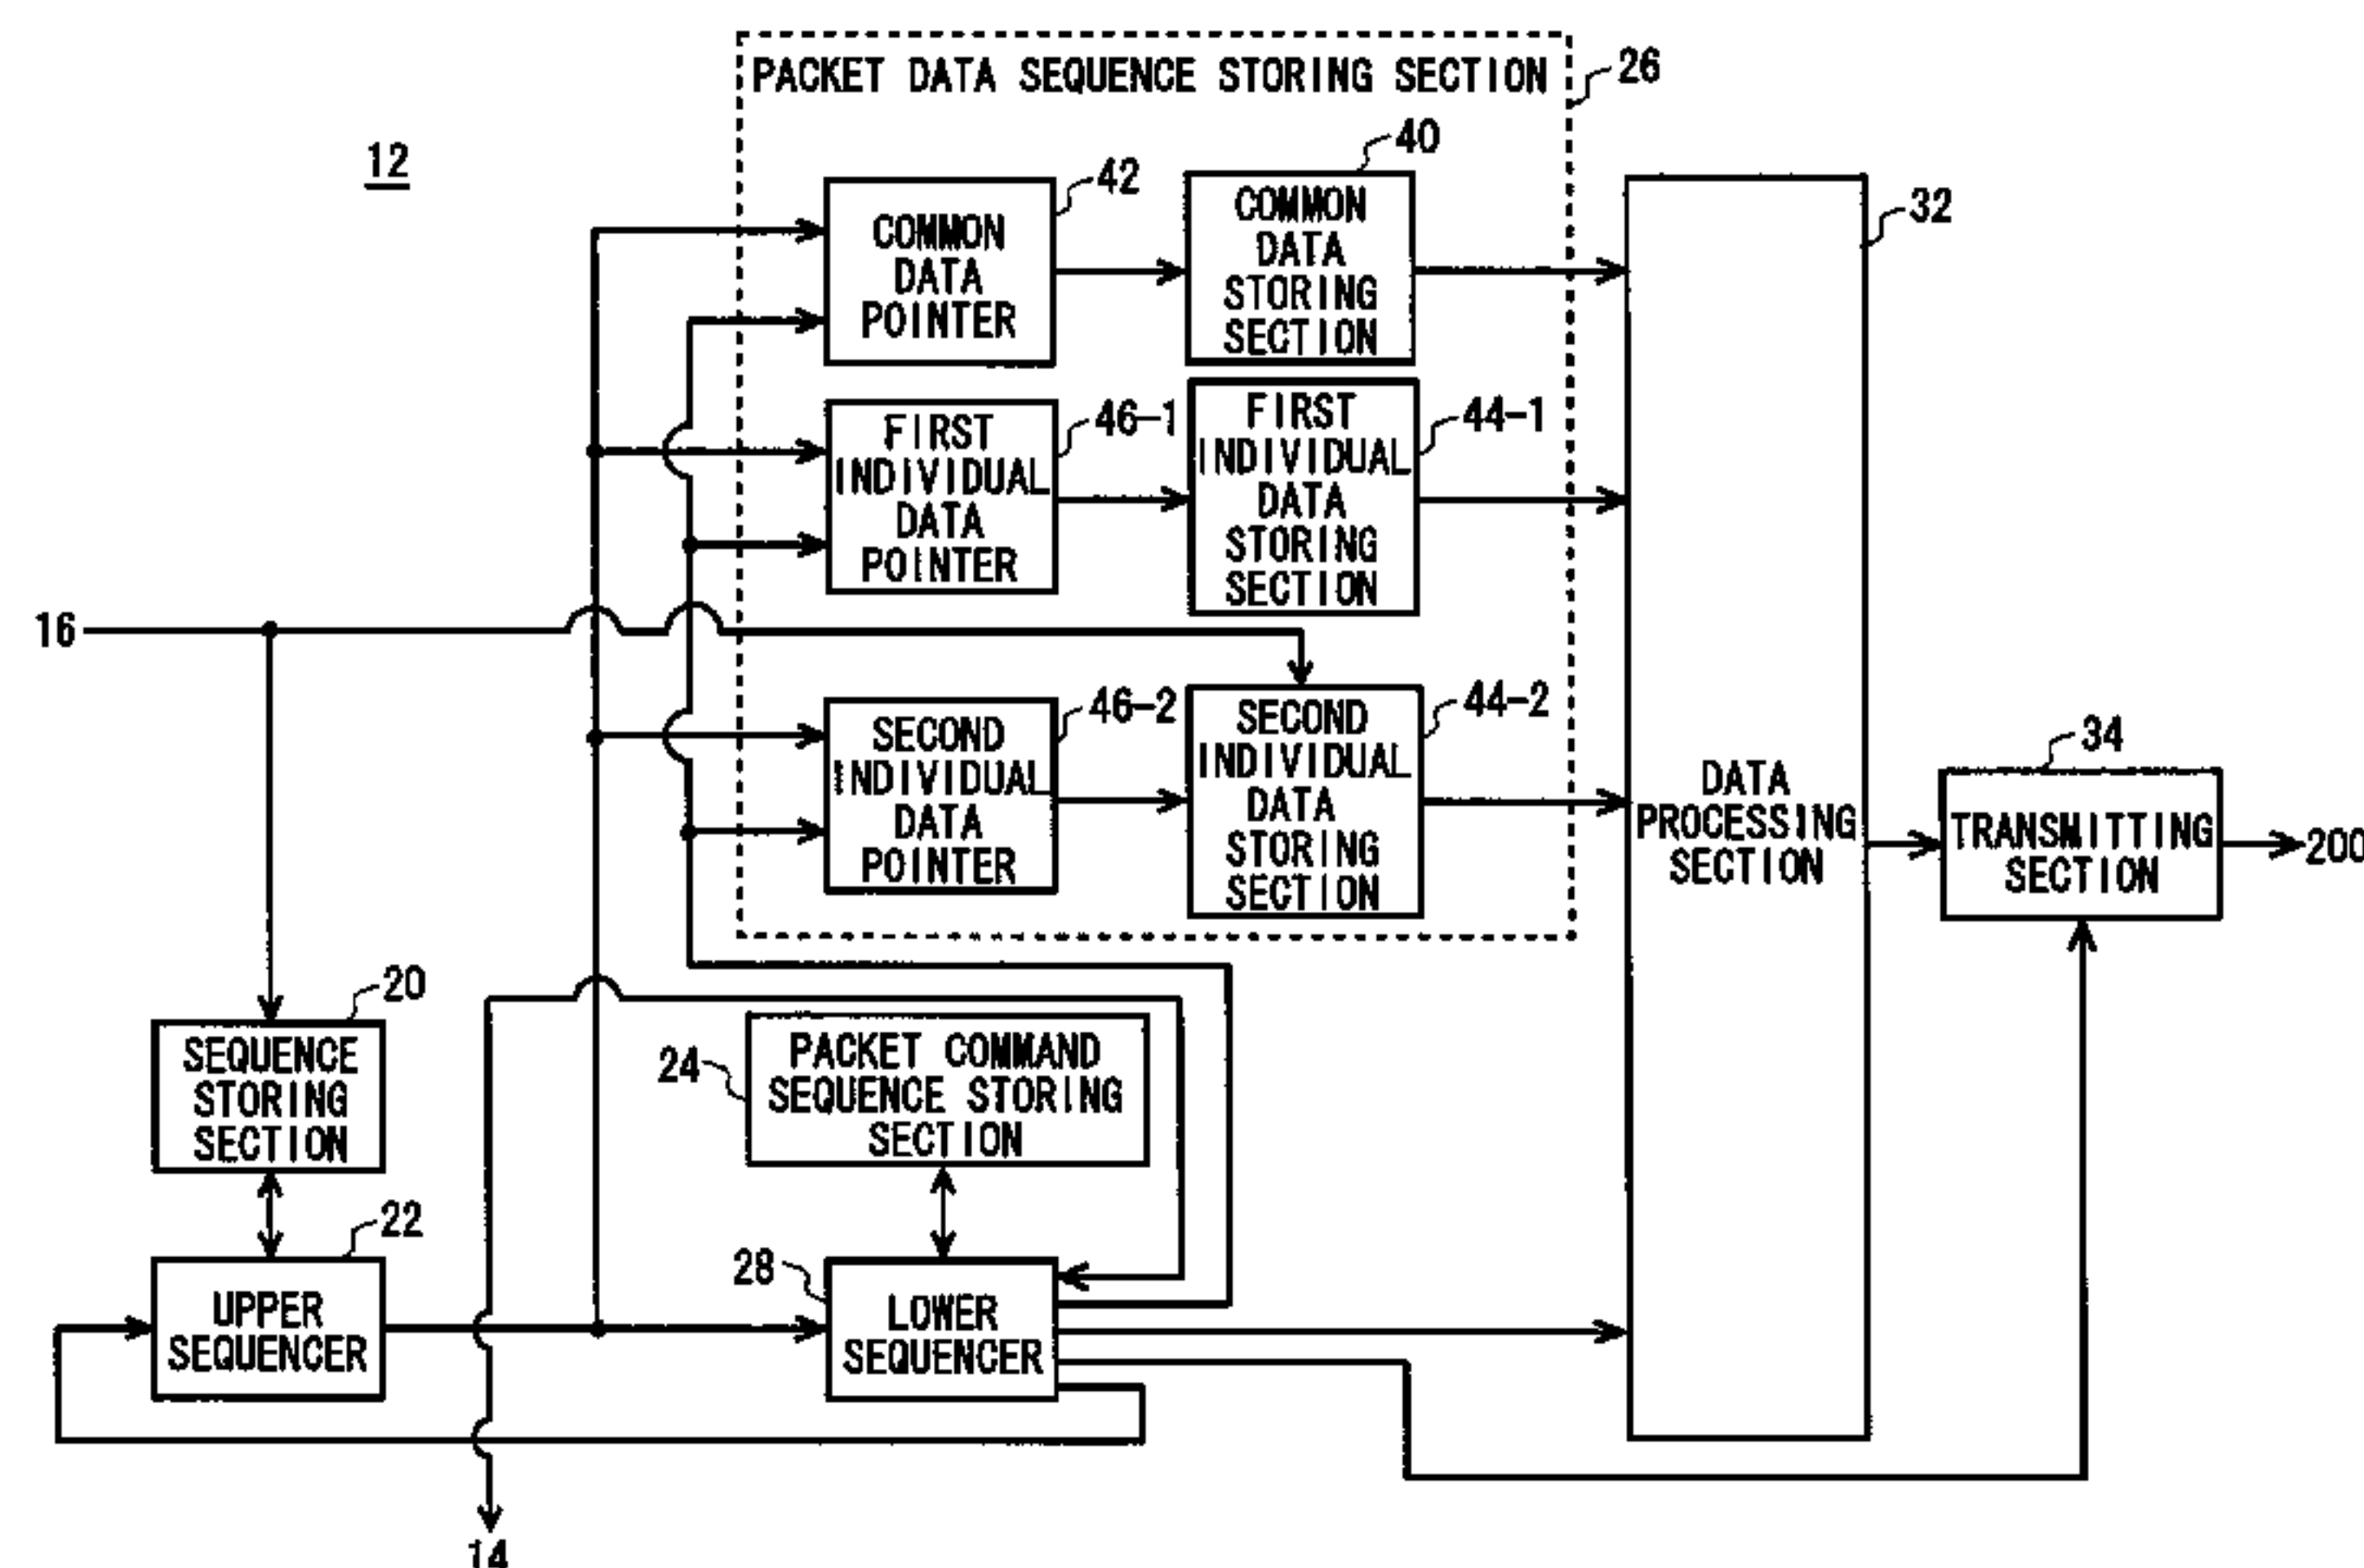 PACKET DATA SEQUENCE STORING SECTION
26
12
42
COMMON
DATA
POINTER
40
COMMON
DATA
STORING
SECTION
32
46-1
FIRST
INDIVIDUAL
DATA
POINTER
44-1
FIRST
INDIVIDUAL
DATA
STORING
SECTION
16
46-2
SECOND
INDIVIDUAL
DATA
POINTER
44-2
SECOND
INDIVIDUAL
DATA
STORING
SECTION
DATA
PROCESSING
SECTION
34
TRANSMITTING
SECTION
200
20
SEQUENCE
STORING
SECTION
24
PACKET COMMAND
SEQUENCE STORING
SECTION
22
UPPER
SEQUENCER
28
LOWER
SEQUENCER
14